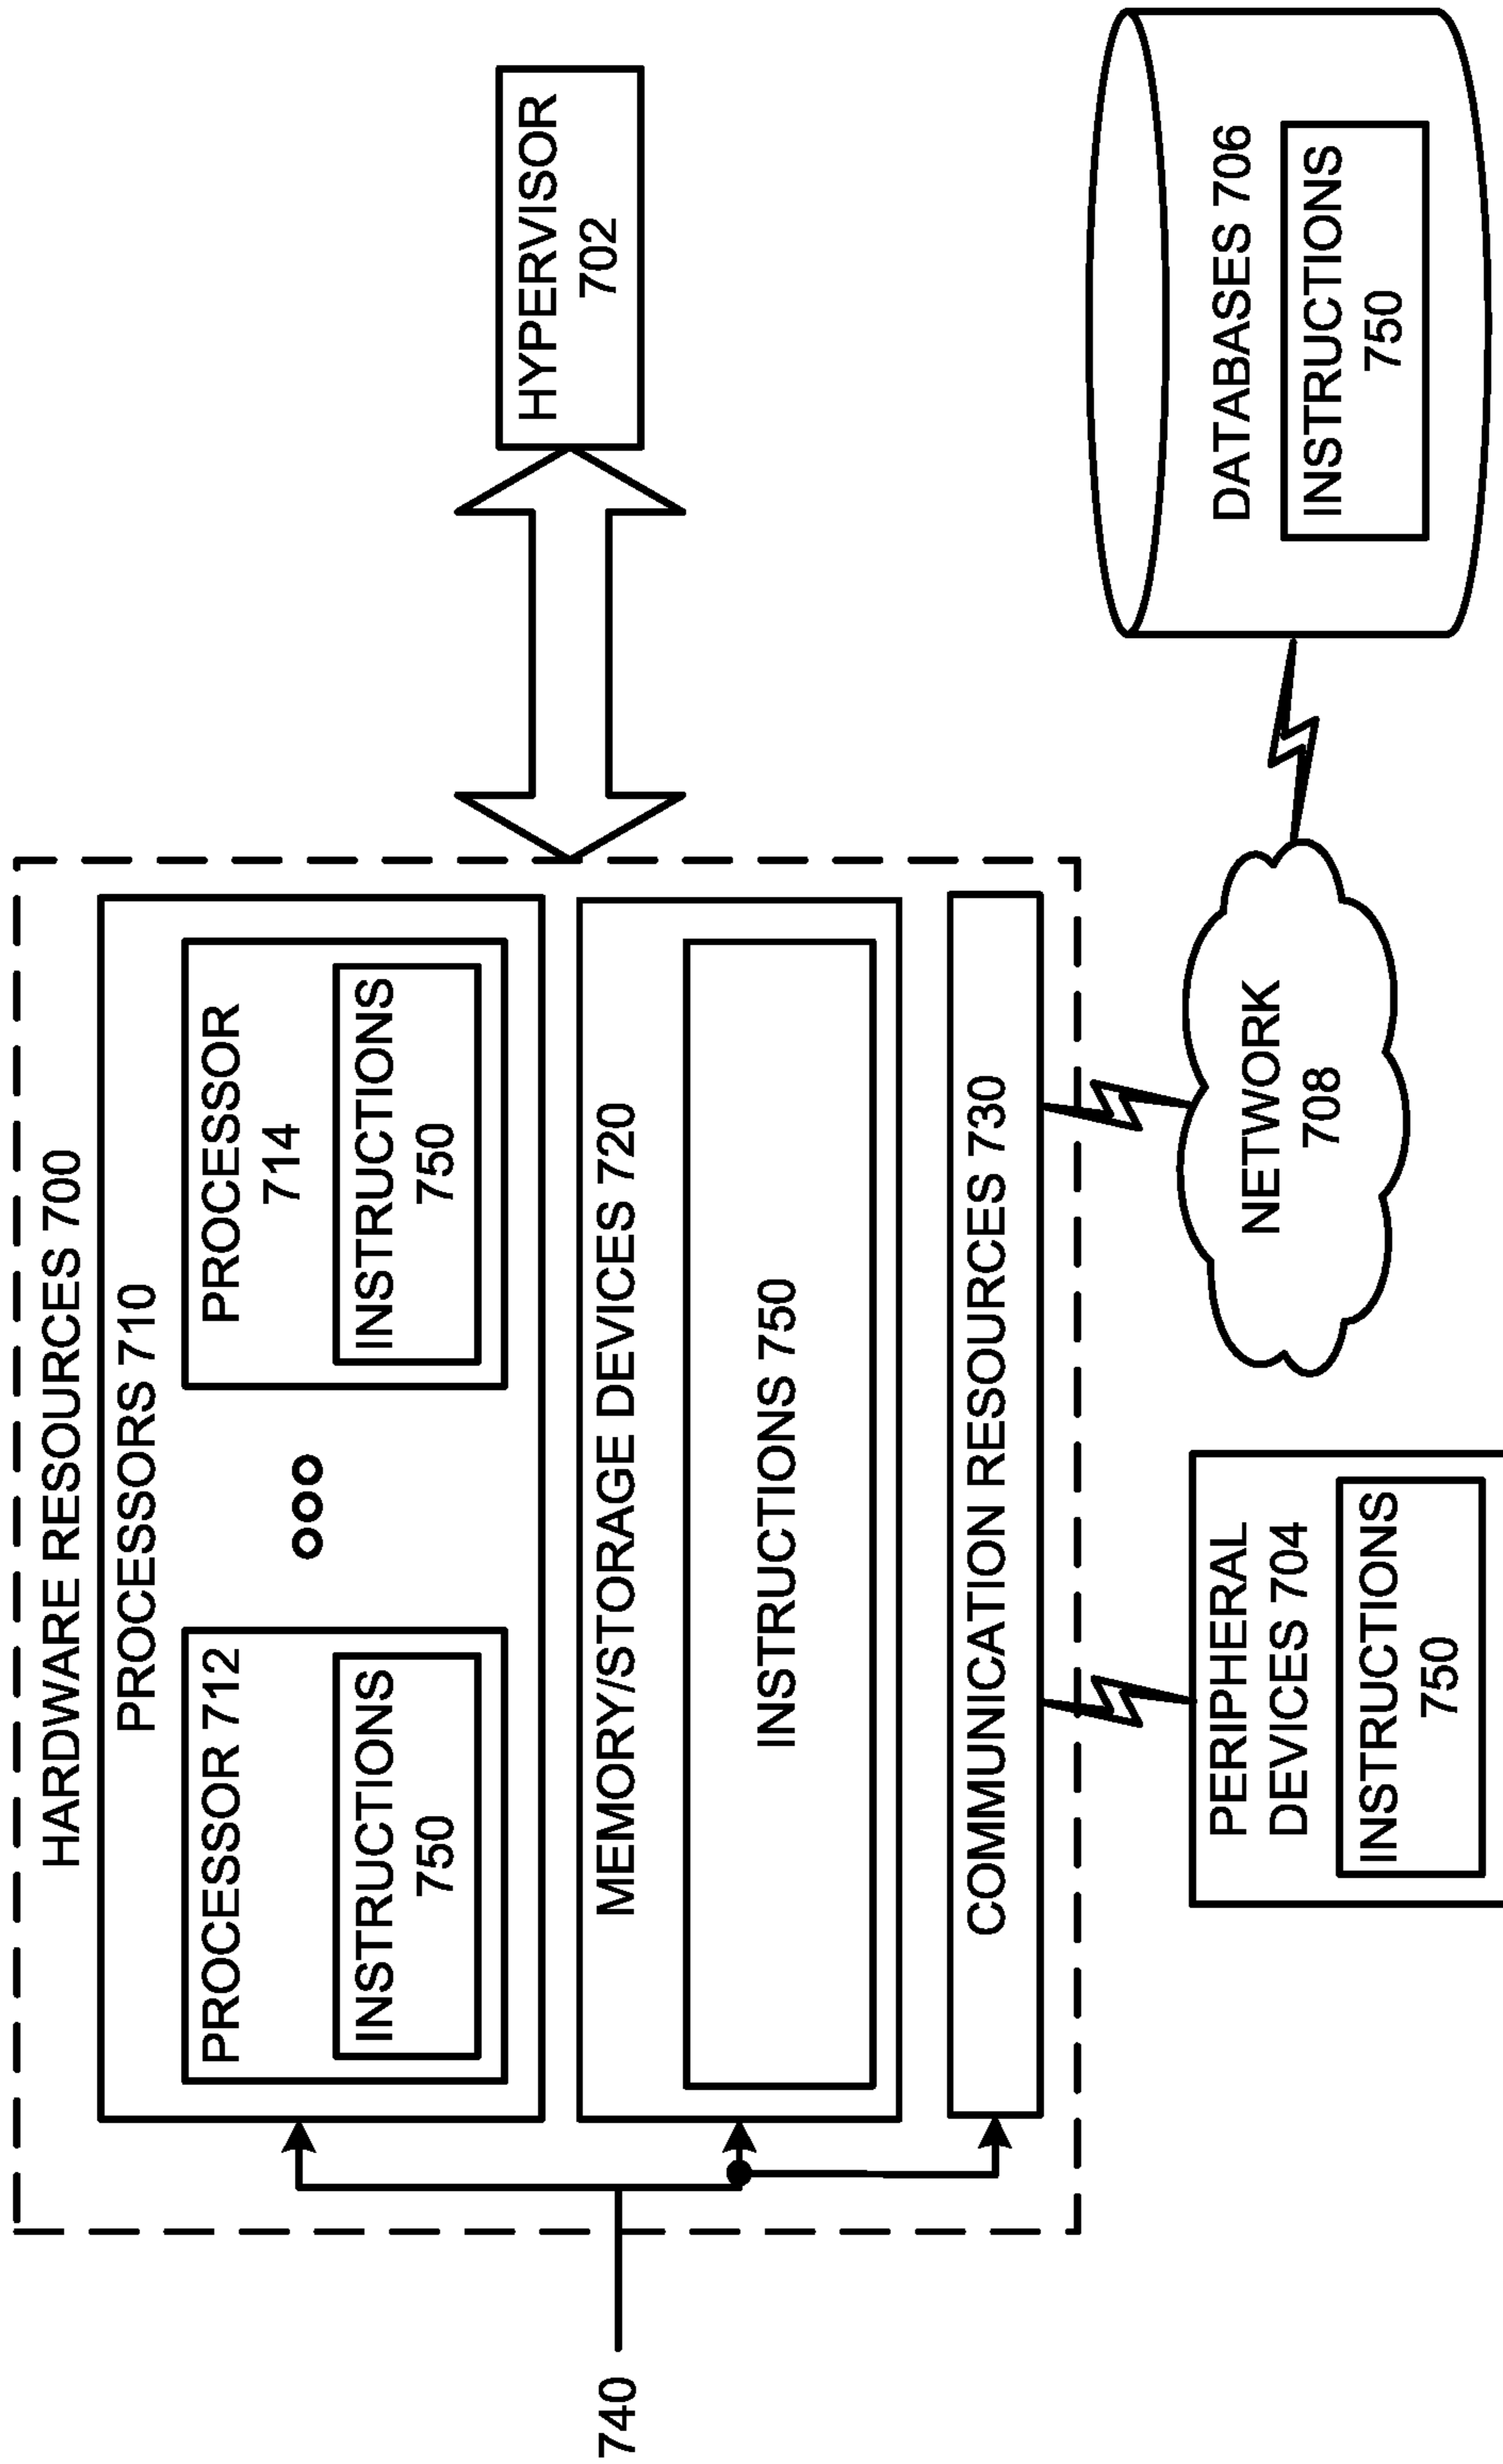 HARDWARE RESOURCES 700
PROCESSORS 710
PROCESSOR 712
INSTRUCTIONS
750
PROCESSOR
714
INSTRUCTIONS
750
MEMORY/STORAGE DEVICES 720
INSTRUCTIONS 750
COMMUNICATION RESOURCES 730
740
HYPERVISOR
702
PERIPHERAL
DEVICES 704
INSTRUCTIONS
750
NETWORK
708
DATABASES 706
INSTRUCTIONS
750